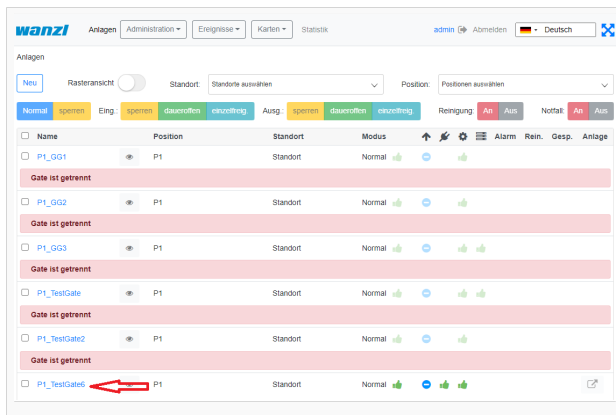 wanzl Anlagen Administration Ereignisse Karten Statistik admin Abmelden Deutsch
Anlagen
Neu Rasteransicht Standort: Standorte auswählen Position: Positionen auswählen
Normal sperren Eing.: sperren daueroffen einzelfreig. Ausg.: sperren daueroffen einzelfreig. Reinigung: An Aus Notfall: An Aus
Name Position Standort Modus Alarm Rein. Gesp. Anlage
P1_GG1 P1 Standort Normal
Gate ist getrennt
P1_GG2 P1 Standort Normal
Gate ist getrennt
P1_GG3 P1 Standort Normal
Gate ist getrennt
P1_TestGate P1 Standort Normal
Gate ist getrennt
P1_TestGate2 P1 Standort Normal
Gate ist getrennt
P1_TestGate6 P1 Standort Normal